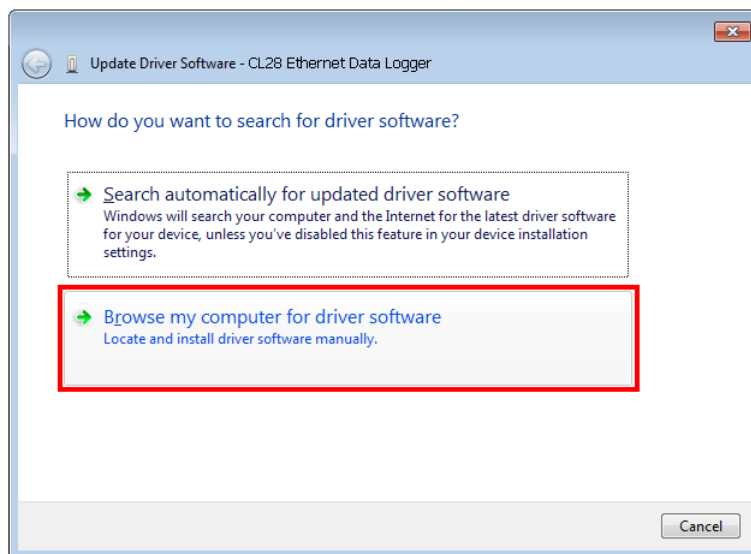 Update Driver Software - CL28 Ethernet Data Logger
How do you want to search for driver software?
Search automatically for updated driver software
Windows will search your computer and the Internet for the latest driver software
for your device, unless you've disabled this feature in your device installation
settings.
Browse my computer for driver software
Locate and install driver software manually.
Cancel